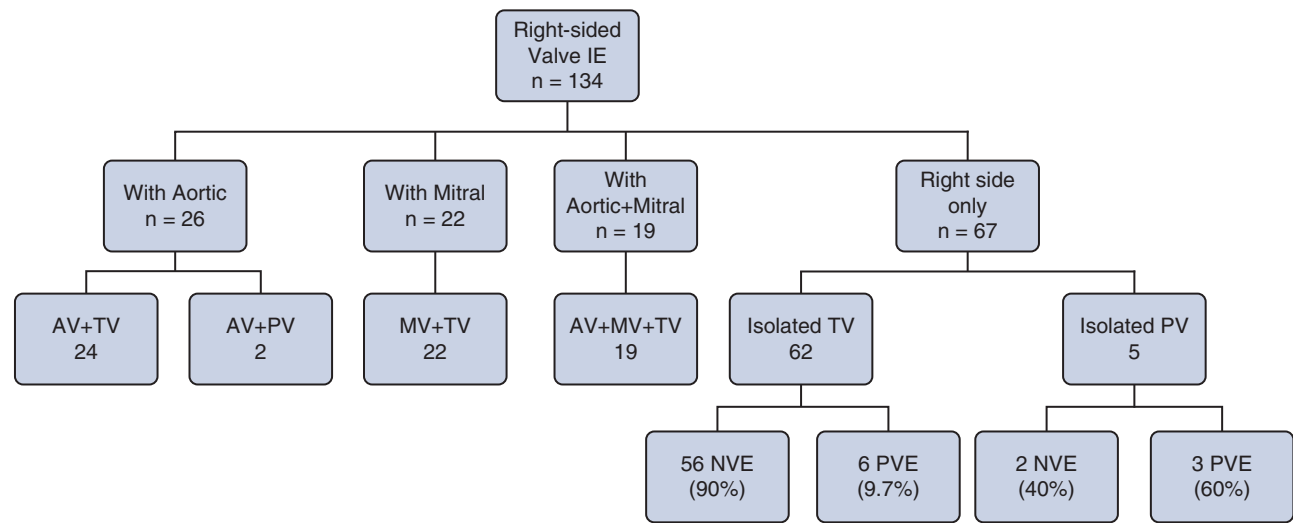 Right-sided
Valve IE
n = 134
With Aortic
n = 26
With Mitral
n = 22
With
Aortic+Mitral
n = 19
Right side
only
n = 67
AV+TV
24
AV+PV
2
MV+TV
22
AV+MV+TV
19
Isolated TV
62
Isolated PV
5
56 NVE
(90%)
6 PVE
(9.7%)
2 NVE
(40%)
3 PVE
(60%)